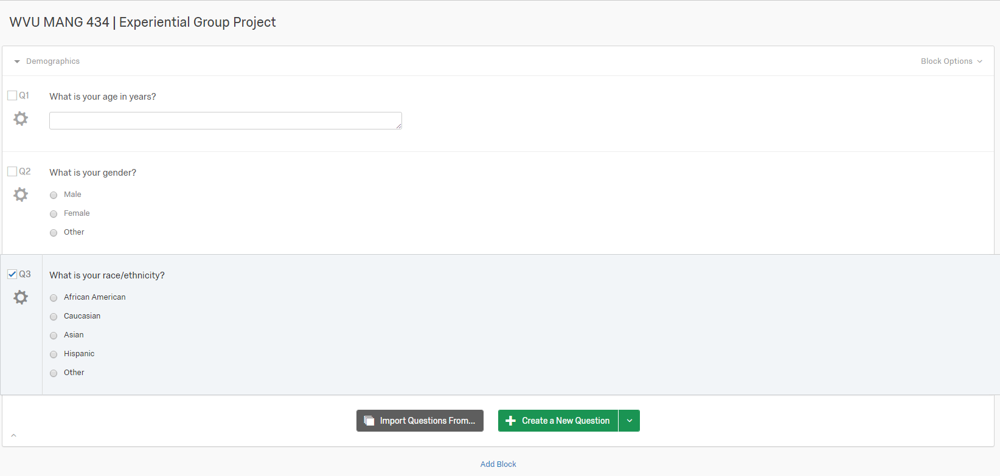 WVU MANG 434 | Experiential Group Project
Demographics
Block Options
Q1
What is your age in years?
Q2
What is your gender?
Male
Female
Other
Q3
What is your race/ethnicity?
African American
Caucasian
Asian
Hispanic
Other
Import Questions From...
Create a New Question
Add Block